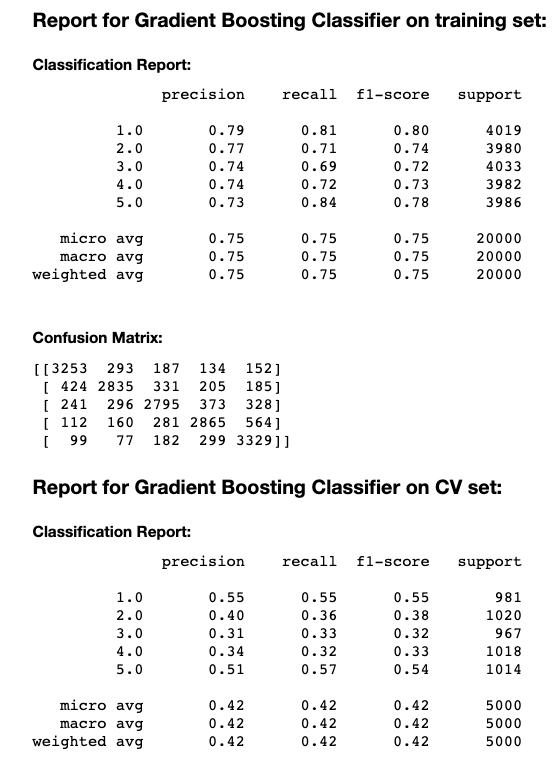 Report for Gradient Boosting Classifier on training set:
Classification Report:
precision recall f1-score support
1.0 0.79 0.81 0.80 4019
2.0 0.77 0.71 0.74 3980
3.0 0.74 0.69 0.72 4033
4.0 0.74 0.72 0.73 3982
5.0 0.73 0.84 0.78 3986
micro avg 0.75 0.75 0.75 20000
macro avg 0.75 0.75 0.75 20000
weighted avg 0.75 0.75 0.75 20000
Confusion Matrix:
[[3253 293 187 134 152]
[ 424 2835 331 205 185]
[ 241 296 2795 373 328]
[ 112 160 281 2865 564]
[ 99 77 182 299 3329]]
Report for Gradient Boosting Classifier on CV set:
Classification Report:
precision recall f1-score support
1.0 0.55 0.55 0.55 981
2.0 0.40 0.36 0.38 1020
3.0 0.31 0.33 0.32 967
4.0 0.34 0.32 0.33 1018
5.0 0.51 0.57 0.54 1014
micro avg 0.42 0.42 0.42 5000
macro avg 0.42 0.42 0.42 5000
weighted avg 0.42 0.42 0.42 5000